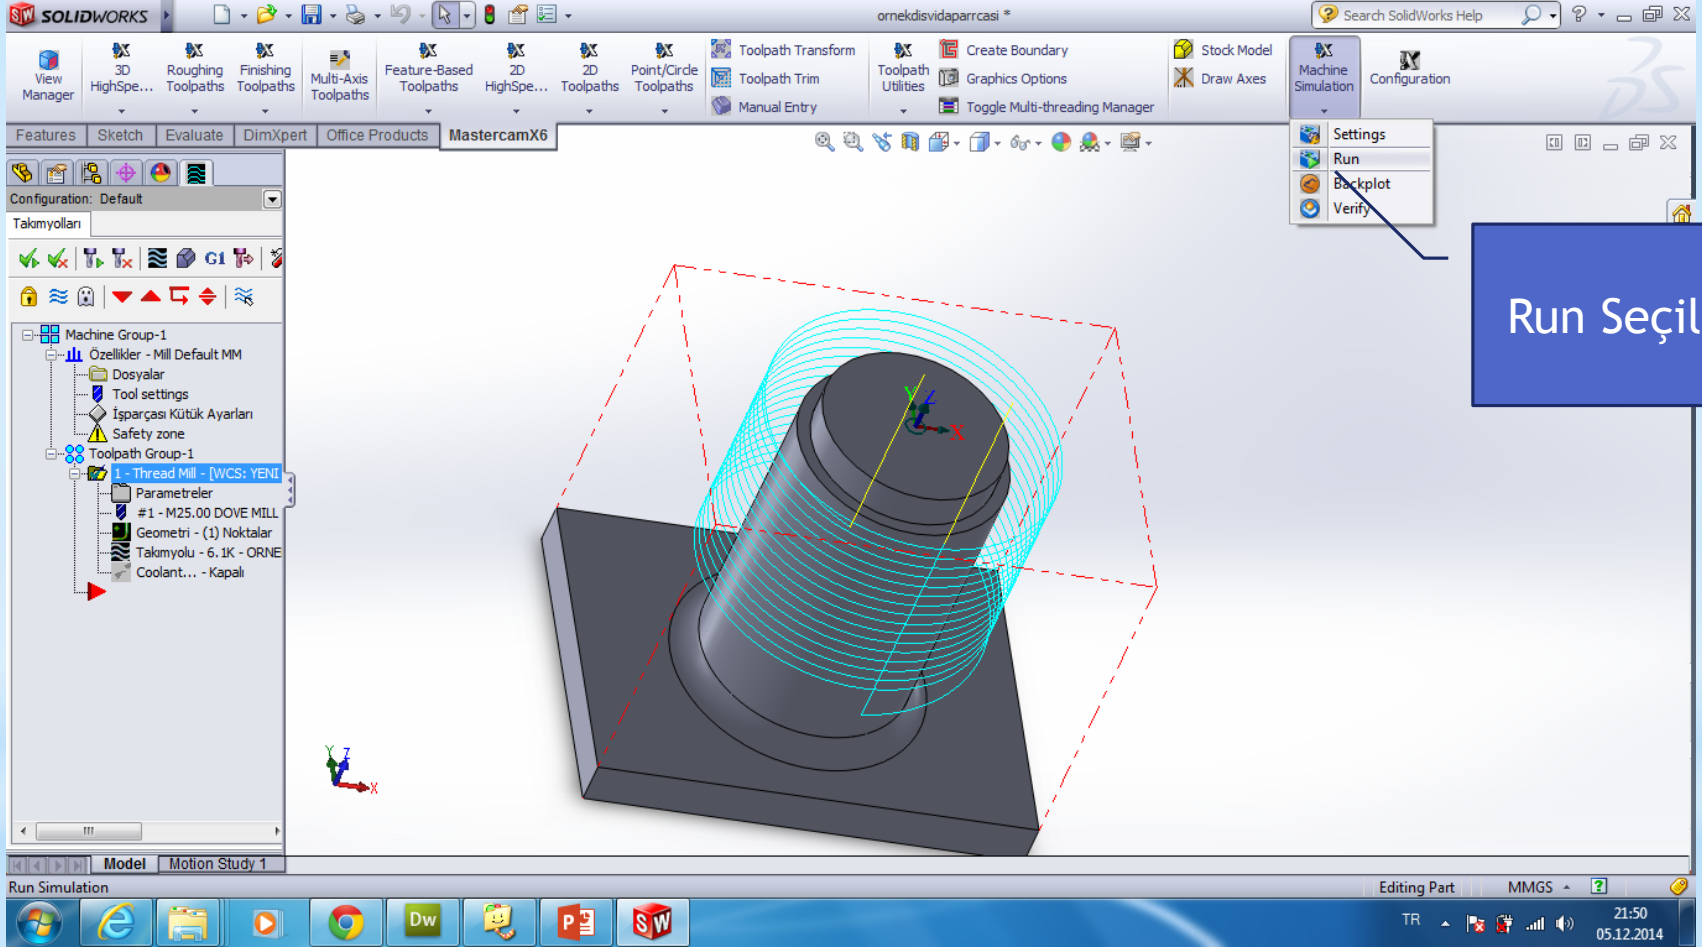 SOLIDWORKS
ornekdisvidaparrcasi *
Search SolidWorks Help
View Manager
3D HighSpe...
Roughing Toolpaths
Finishing Toolpaths
Multi-Axis Toolpaths
Feature-Based Toolpaths
2D HighSpe...
2D Toolpaths
Point/Circle Toolpaths
Toolpath Transform
Toolpath Trim
Manual Entry
Toolpath Utilities
Create Boundary
Graphics Options
Toggle Multi-threading Manager
Stock Model
Draw Axes
Machine Simulation
Configuration
Features
Sketch
Evaluate
DimXpert
Office Products
MastercamX6
Settings
Run
Backplot
Verify
Configuration: Default
Takımyolları
G1
Run Seçil
Machine Group-1
Özellikler - Mill Default MM
Dosyalar
Tool settings
İşparçası Kütük Ayarları
Safety zone
Toolpath Group-1
1 - Thread Mill - [WCS: YENI
Parametreler
#1 - M25.00 DOVE MILL
Geometri - (1) Noktalar
Takımyolu - 6.1K - ORNE
Coolant... - Kapalı
Y
Z
X
Y
Z
X
Model
Motion Study 1
Run Simulation
Editing Part
MMGS
Dw
P
SW
TR
21:50
05.12.2014